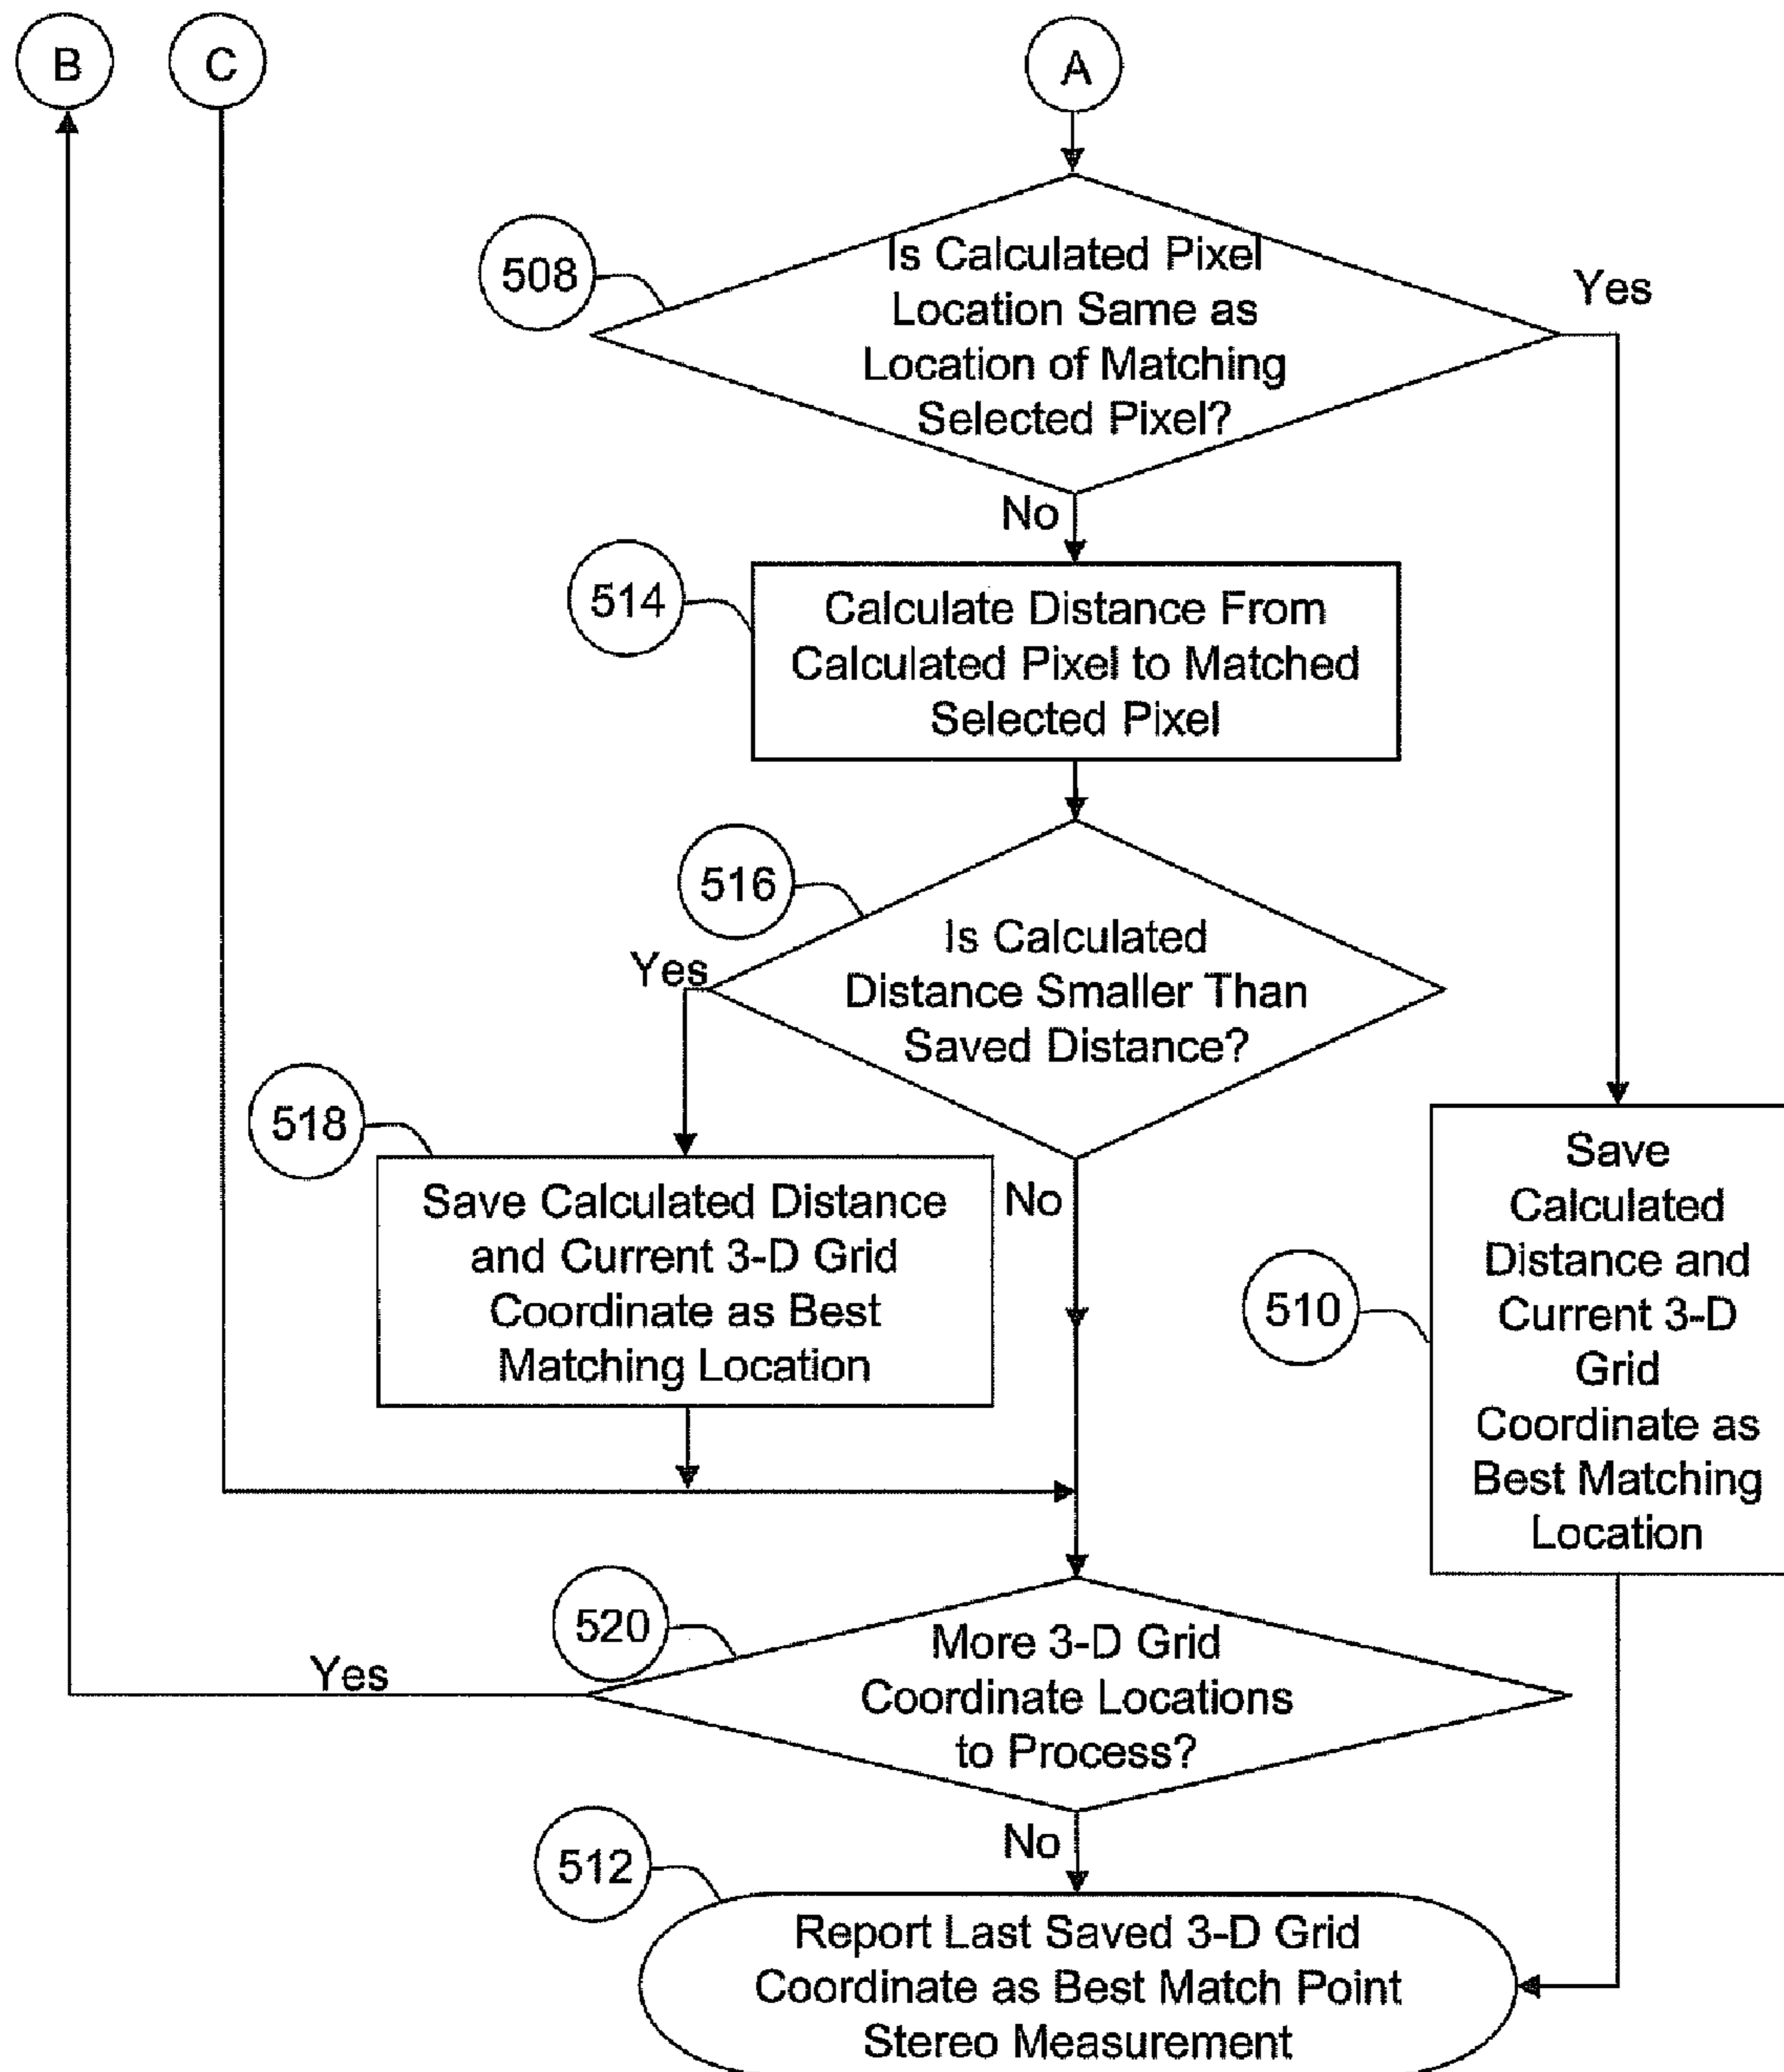 B
C
A
508
Is Calculated Pixel
Location Same as
Location of Matching
Selected Pixel?
Yes
No
514
Calculate Distance From
Calculated Pixel to Matched
Selected Pixel
516
Is Calculated
Distance Smaller Than
Saved Distance?
Yes
No
518
Save Calculated Distance
and Current 3-D Grid
Coordinate as Best
Matching Location
510
Save
Calculated
Distance and
Current 3-D
Grid
Coordinate as
Best Matching
Location
520
More 3-D Grid
Coordinate Locations
to Process?
Yes
No
512
Report Last Saved 3-D Grid
Coordinate as Best Match Point
Stereo Measurement